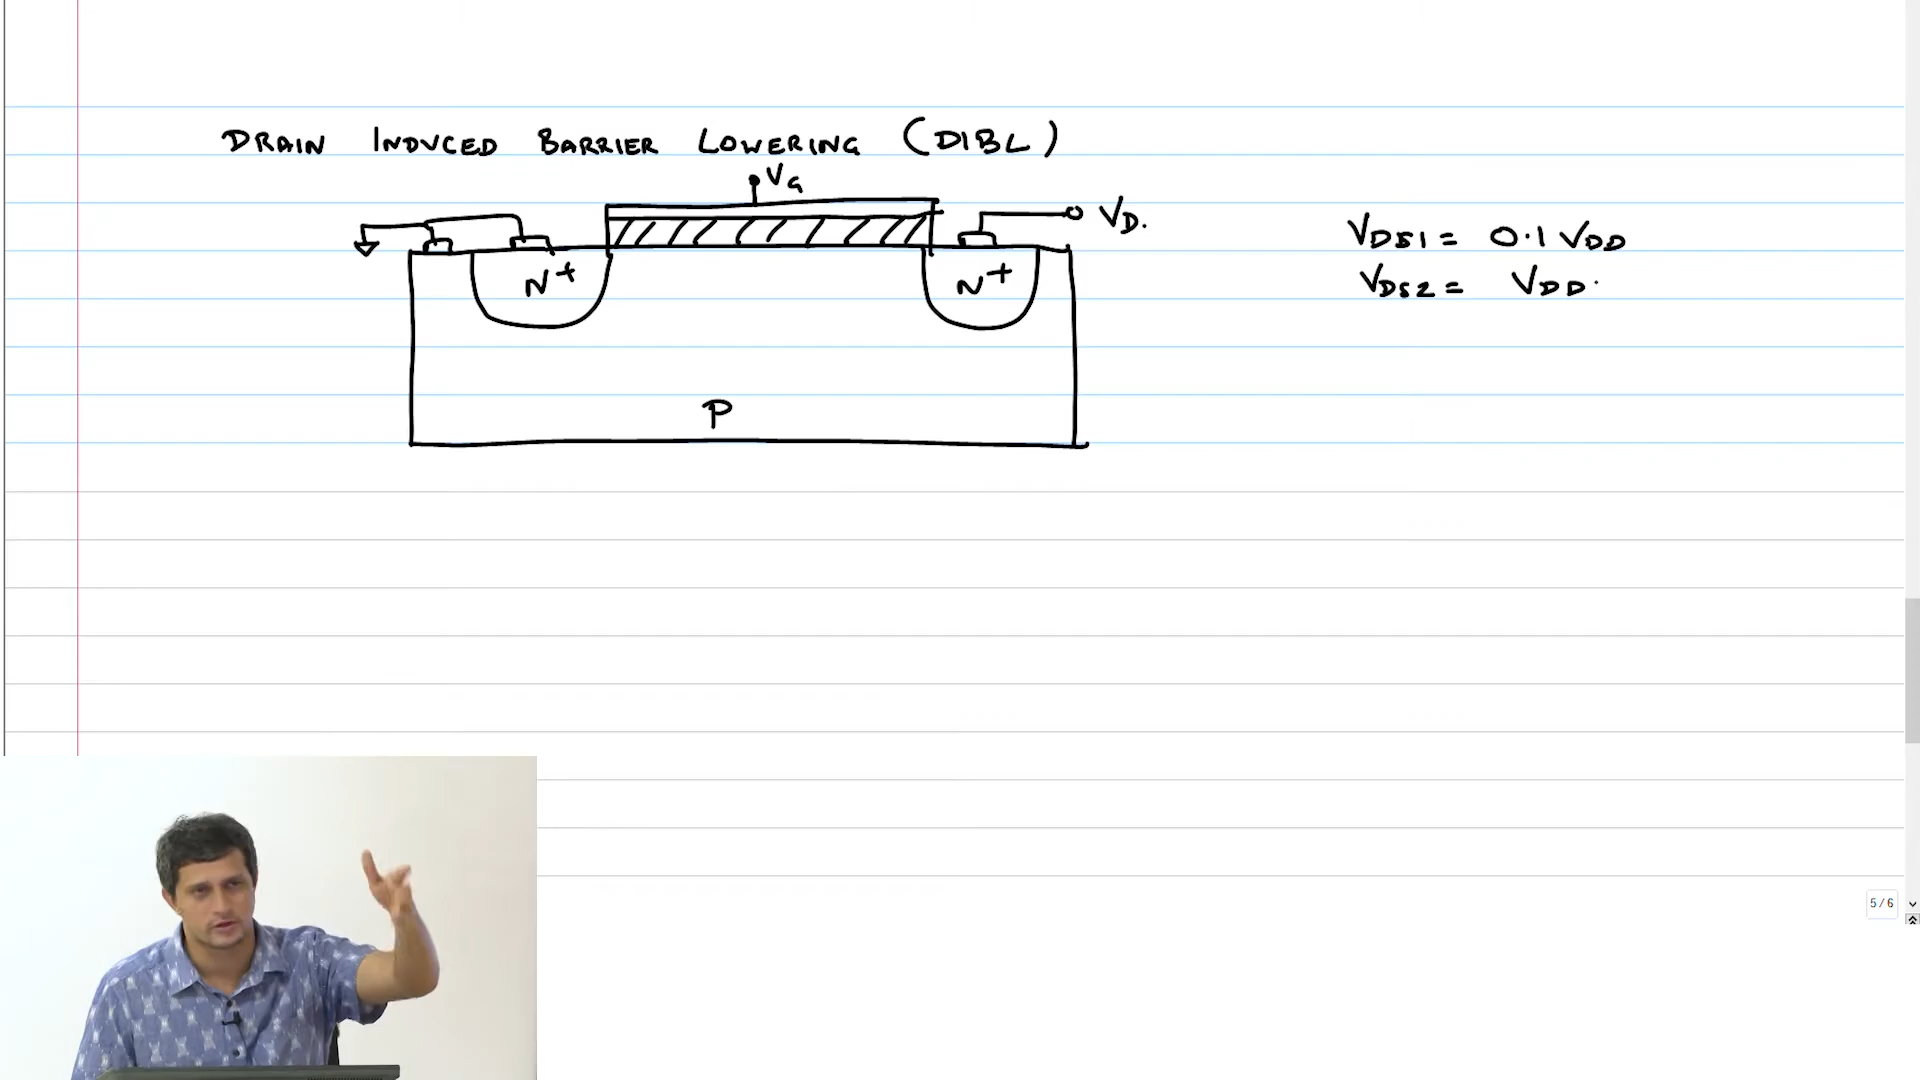 DRAIN INDUCED BARRIER LOWERING (DIBL)
VG
VD.
VDS1 = 0.1 VDD
VDS2 = VDD.
N+
N+
P
5 / 6